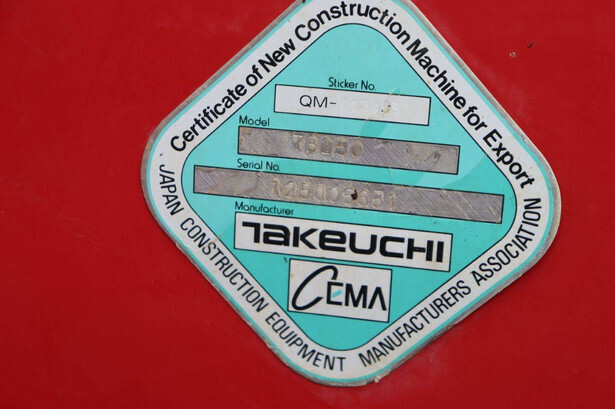 Certificate of New Construction Machine for Export
Sticker No.
QM-
Model
Serial No.
Manufacturer
TAKEUCHI
CEMA
JAPAN CONSTRUCTION EQUIPMENT MANUFACTURERS ASSOCIATION